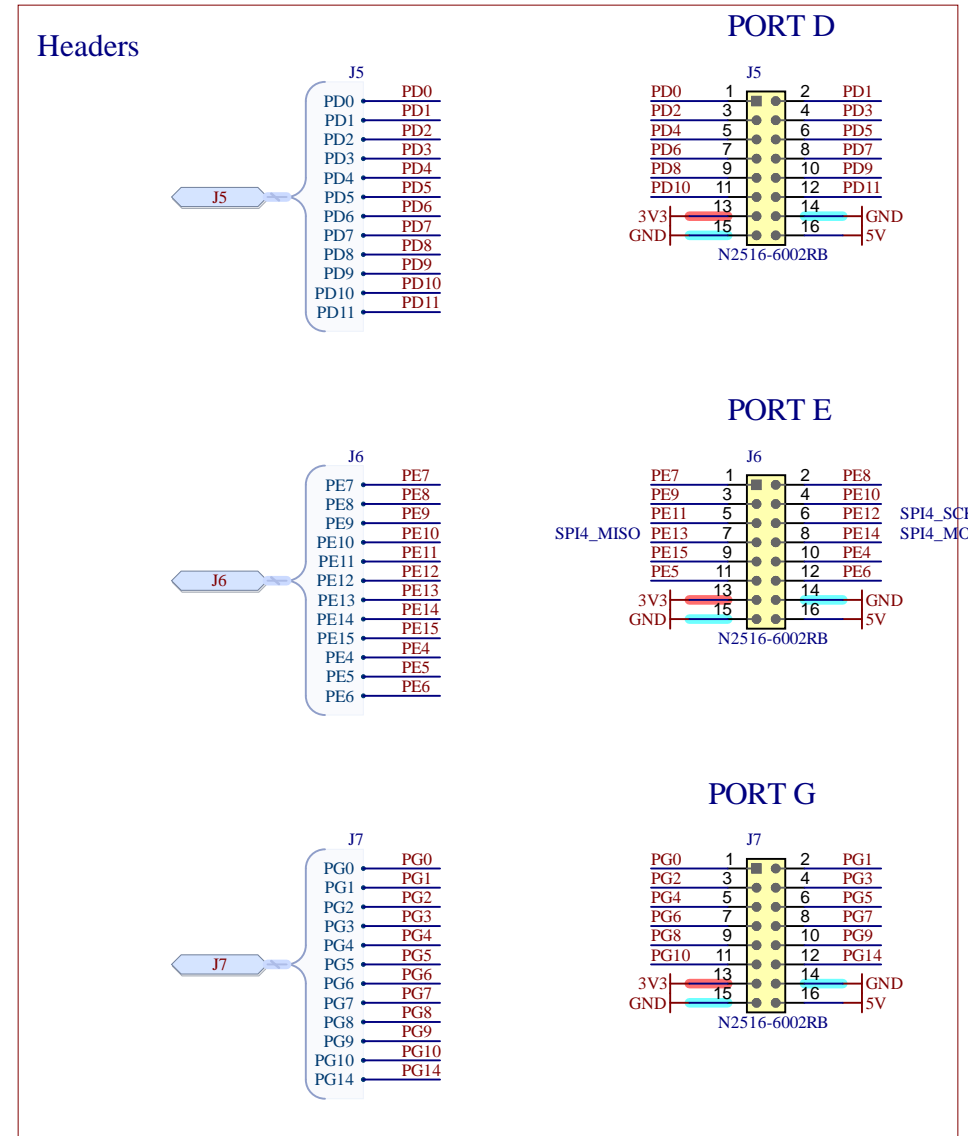 Headers
PORT D
J5
PD0 PD0
PD1 PD1
PD2 PD2
PD3 PD3
PD4 PD4
PD5 PD5
PD6 PD6
PD7 PD7
PD8 PD8
PD9 PD9
PD10 PD10
PD11 PD11
J5
J5
PD0 1 2 PD1
PD2 3 4 PD3
PD4 5 6 PD5
PD6 7 8 PD7
PD8 9 10 PD9
PD10 11 12 PD11
3V3 13 14 GND
GND 15 16 5V
N2516-6002RB
PORT E
J6
PE7 PE7
PE8 PE8
PE9 PE9
PE10 PE10
PE11 PE11
PE12 PE12
PE13 PE13
PE14 PE14
PE15 PE15
PE4 PE4
PE5 PE5
PE6 PE6
J6
J6
PE7 1 2 PE8
PE9 3 4 PE10
PE11 5 6 PE12
SPI4_MISO PE13 7 8 PE14 SPI4_MO
PE15 9 10 PE4
PE5 11 12 PE6
3V3 13 14 GND
GND 15 16 5V
N2516-6002RB
PORT G
J7
PG0 PG0
PG1 PG1
PG2 PG2
PG3 PG3
PG4 PG4
PG5 PG5
PG6 PG6
PG7 PG7
PG8 PG8
PG9 PG9
PG10 PG10
PG14 PG14
J7
J7
PG0 1 2 PG1
PG2 3 4 PG3
PG4 5 6 PG5
PG6 7 8 PG7
PG8 9 10 PG9
PG10 11 12 PG14
3V3 13 14 GND
GND 15 16 5V
N2516-6002RB